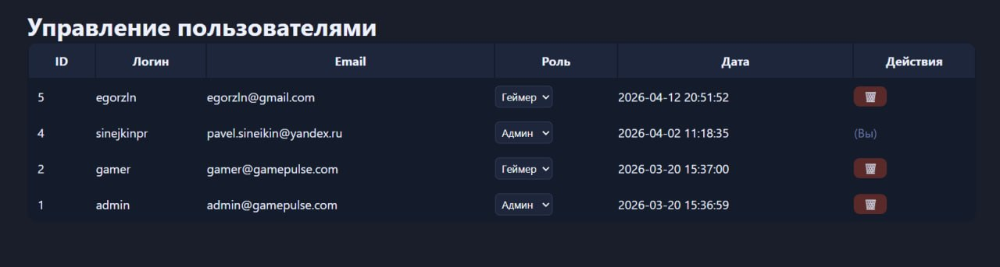 Управление пользователями
ID Логин Email Роль Дата Действия
5 egorzln egorzln@gmail.com Геймер 2026-04-12 20:51:52
4 sinejkinpr pavel.sineikin@yandex.ru Админ 2026-04-02 11:18:35 (Вы)
2 gamer gamer@gamepulse.com Геймер 2026-03-20 15:37:00
1 admin admin@gamepulse.com Админ 2026-03-20 15:36:59